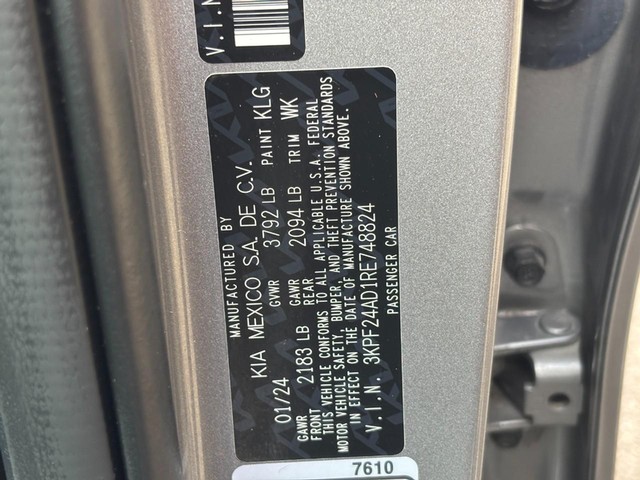 V.I.N
MANUFACTURED BY
KIA MEXICO S.A. DE C.V.
01/24 GVWR 3792 LB PAINT KLG
GAWR FRONT 2183 LB GAWR REAR 2094 LB TRIM WK
THIS VEHICLE CONFORMS TO ALL APPLICABLE U.S.A. FEDERAL
MOTOR VEHICLE SAFETY, BUMPER, AND THEFT PREVENTION STANDARDS
IN EFFECT ON THE DATE OF MANUFACTURE SHOWN ABOVE.
V.I.N. 3KPF24AD1RE748824
PASSENGER CAR
7610